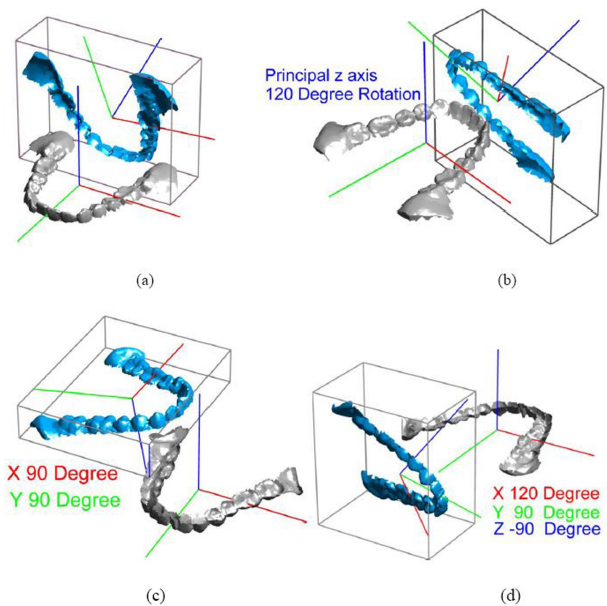 (a)
Principal z axis
120 Degree Rotation
(b)
X 90 Degree
Y 90 Degree
(c)
X 120 Degree
Y 90 Degree
Z -90 Degree
(d)